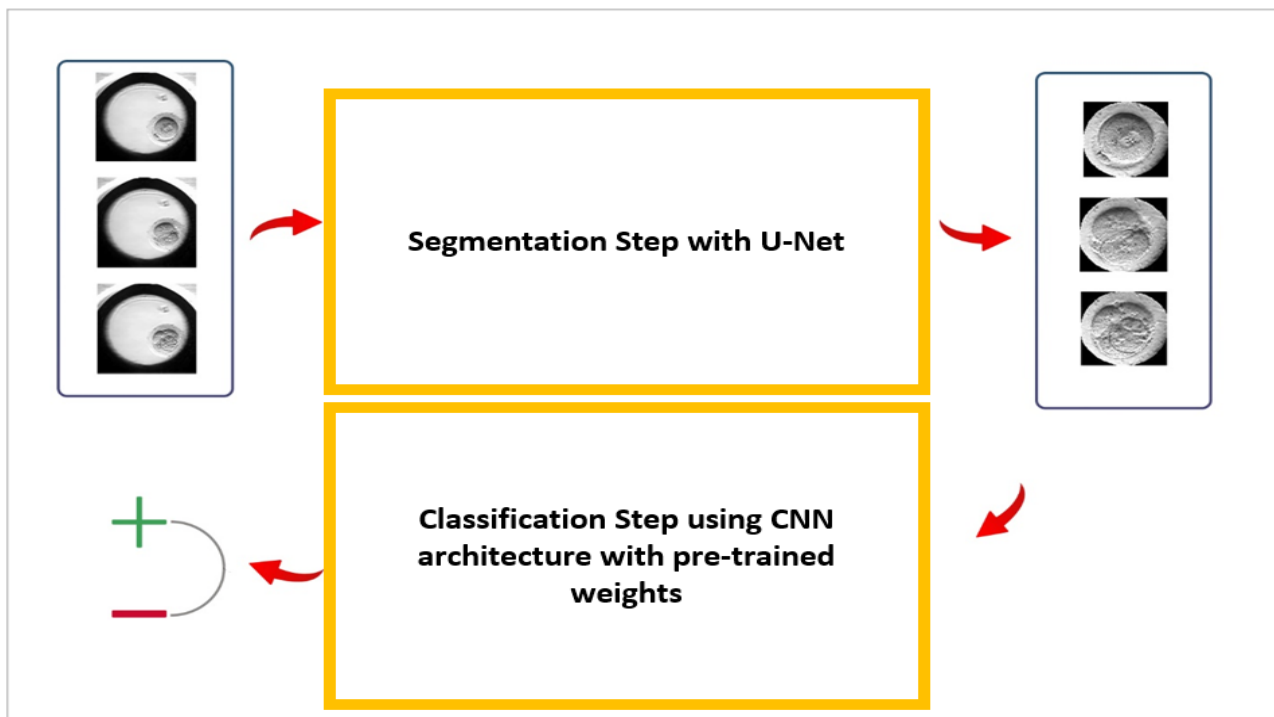 Segmentation Step with U-Net
Classification Step using CNN
architecture with pre-trained
weights